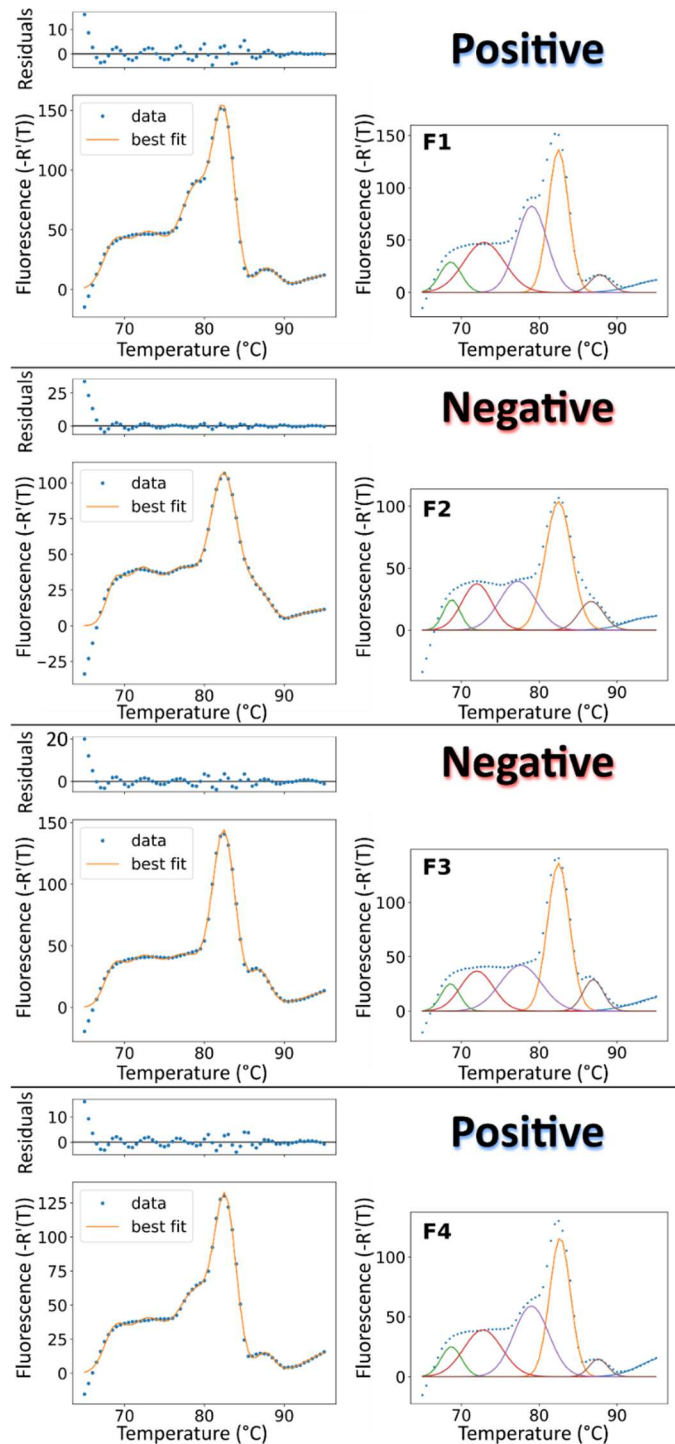 Residuals
10
0
Positive
Fluorescence (-R'(T))
150
100
50
0
data
best fit
70 80 90
Temperature (°C)
Fluorescence (-R'(T))
150
100
50
0
F1
70 80 90
Temperature (°C)
Residuals
25
0
Negative
Fluorescence (-R'(T))
100
75
50
25
0
−25
data
best fit
70 80 90
Temperature (°C)
Fluorescence (-R'(T))
100
50
0
F2
70 80 90
Temperature (°C)
Residuals
20
0
Negative
Fluorescence (-R'(T))
150
100
50
0
data
best fit
70 80 90
Temperature (°C)
Fluorescence (-R'(T))
100
50
0
F3
70 80 90
Temperature (°C)
Residuals
10
0
Positive
Fluorescence (-R'(T))
125
100
75
50
25
0
data
best fit
70 80 90
Temperature (°C)
Fluorescence (-R'(T))
100
50
0
F4
70 80 90
Temperature (°C)